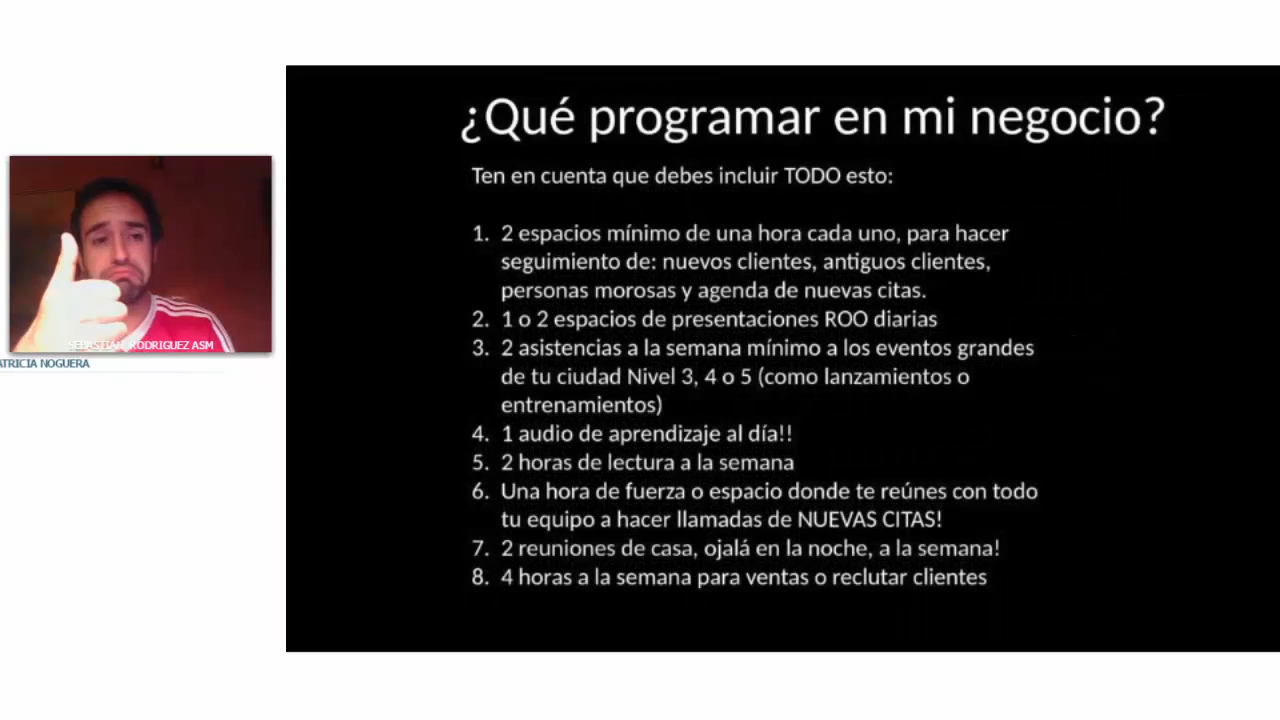 ¿Qué programar en mi negocio?
Ten en cuenta que debes incluir TODO esto:
1. 2 espacios mínimo de una hora cada uno, para hacer
seguimiento de: nuevos clientes, antiguos clientes,
personas morosas y agenda de nuevas citas.
2. 1 o 2 espacios de presentaciones ROO diarias
3. 2 asistencias a la semana mínimo a los eventos grandes
de tu ciudad Nivel 3, 4 o 5 (como lanzamientos o
entrenamientos)
4. 1 audio de aprendizaje al día!!
5. 2 horas de lectura a la semana
6. Una hora de fuerza o espacio donde te reúnes con todo
tu equipo a hacer llamadas de NUEVAS CITAS!
7. 2 reuniones de casa, ojalá en la noche, a la semana!
8. 4 horas a la semana para ventas o reclutar clientes
SEBASTIAN RODRIGUEZ ASM
ATRICIA NOGUERA